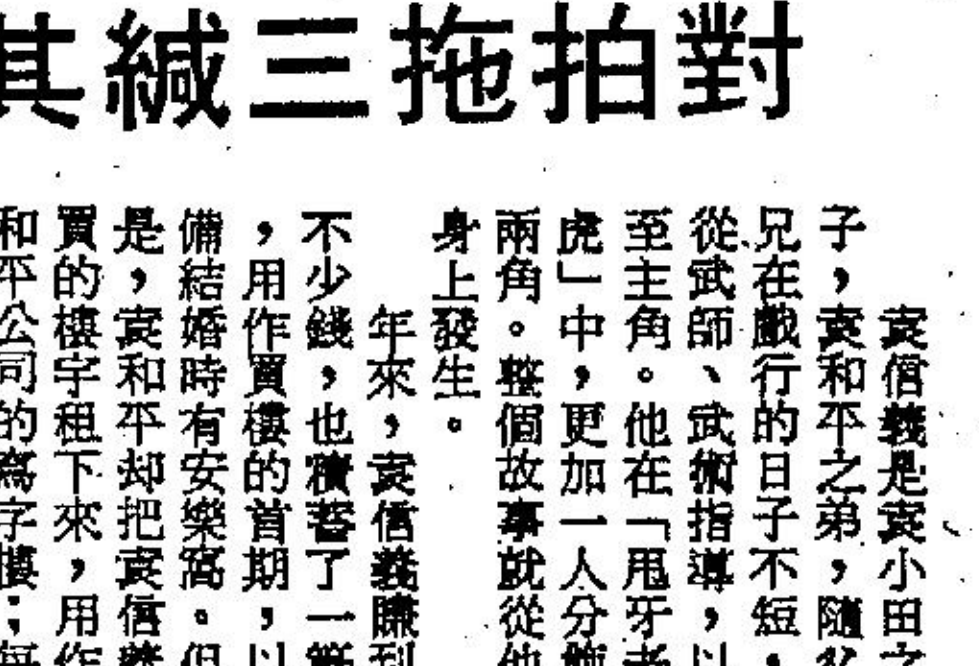 對拍拖三緘其
袁信義是袁小田之
子，袁和平之弟，隨父
兄在戲行的日子不短，
從武師、武術指導，以
至主角。他在「甩牙老
虎」中，更加一人分飾
兩角。整個故事就從他
身上發生。
年來，袁信義賺到
不少錢，也積蓄了一筆
，用作買樓的首期，以
備結婚時有安樂窩。但
是，袁和平却把袁信義
買的樓宇租下來，用作
和平公司的寫字樓；每